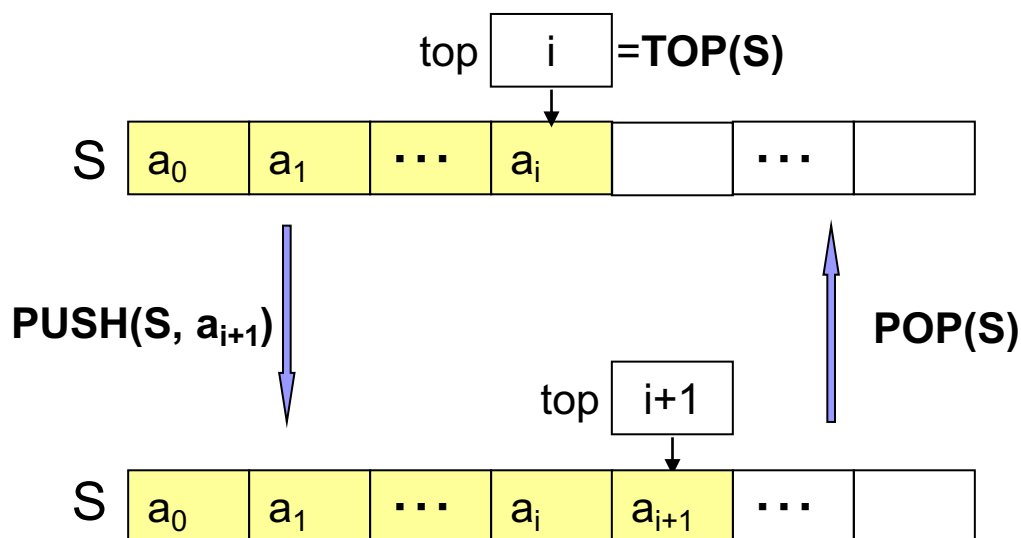 top i =TOP(S)
S a₀ a₁ ··· aᵢ ···
PUSH(S, aᵢ₊₁) POP(S)
top i+1
S a₀ a₁ ··· aᵢ aᵢ₊₁ ···